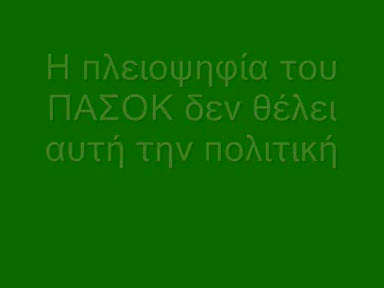 Η πλειοψηφία του
ΠΑΣΟΚ δεν θέλει
αυτή την πολιτική